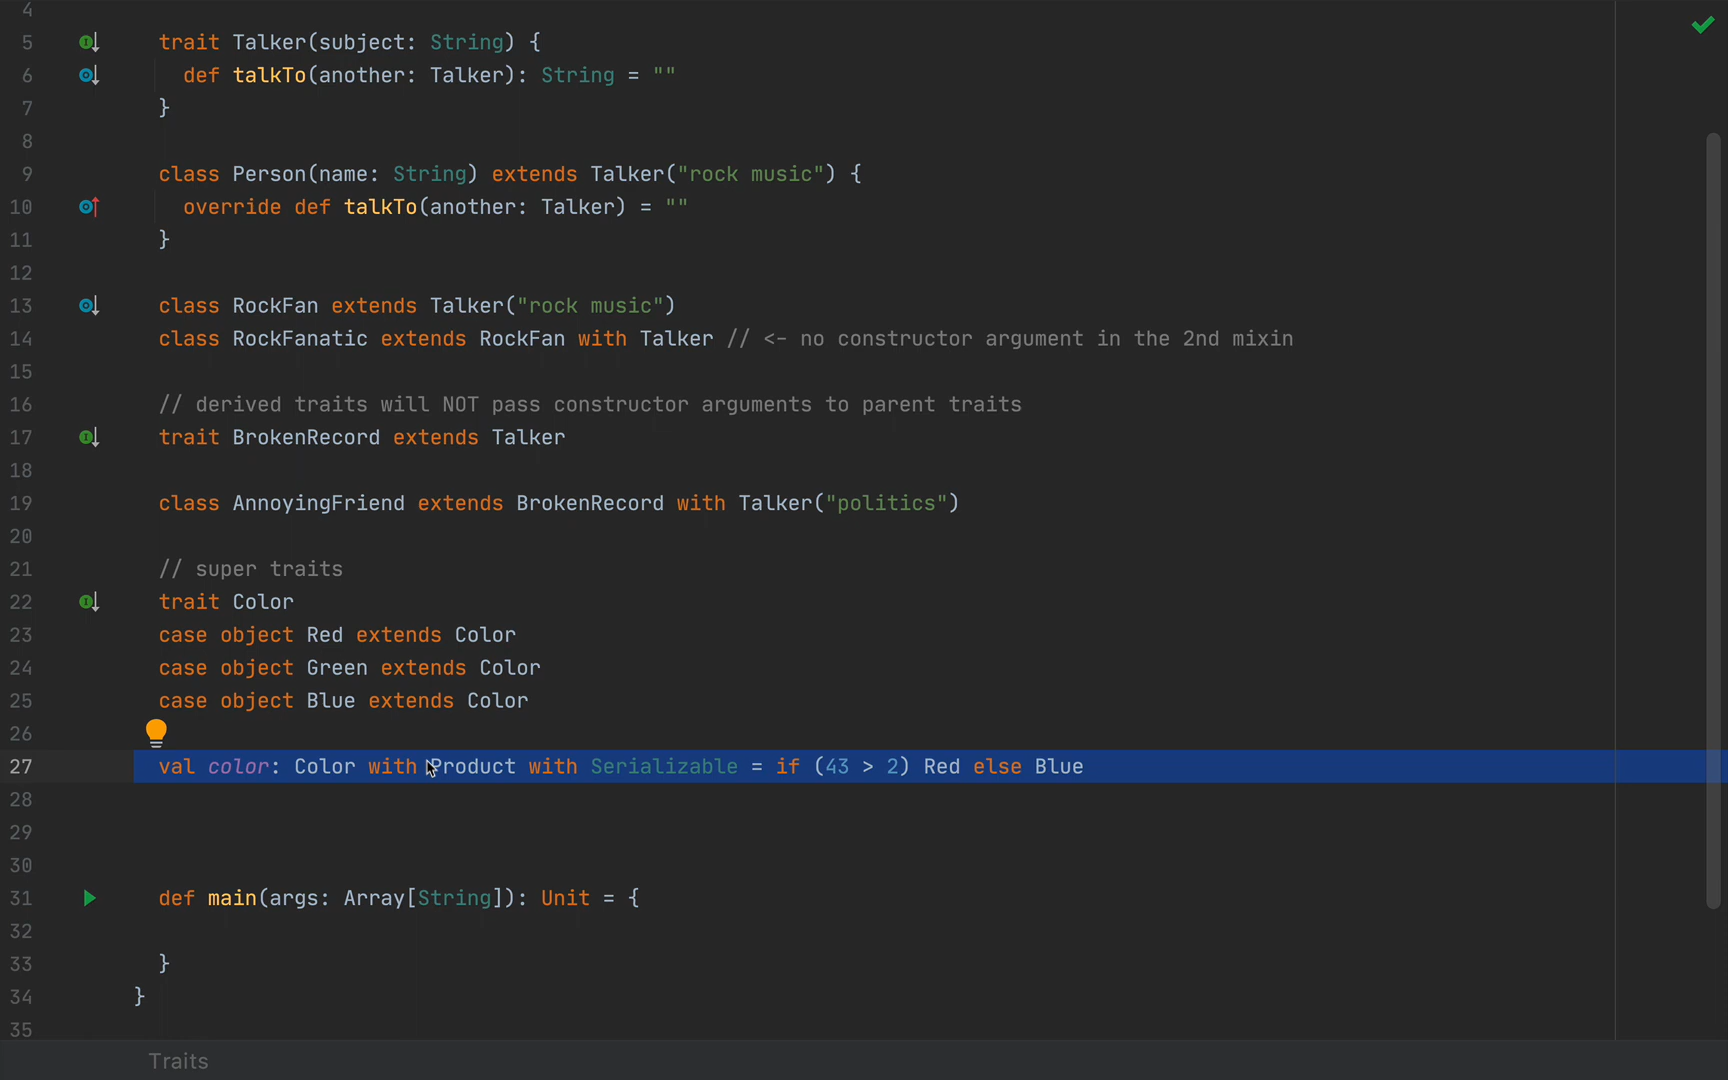 4
5 trait Talker(subject: String) {
6 def talkTo(another: Talker): String = ""
7 }
8
9 class Person(name: String) extends Talker("rock music") {
10 override def talkTo(another: Talker) = ""
11 }
12
13 class RockFan extends Talker("rock music")
14 class RockFanatic extends RockFan with Talker // <- no constructor argument in the 2nd mixin
15
16 // derived traits will NOT pass constructor arguments to parent traits
17 trait BrokenRecord extends Talker
18
19 class AnnoyingFriend extends BrokenRecord with Talker("politics")
20
21 // super traits
22 trait Color
23 case object Red extends Color
24 case object Green extends Color
25 case object Blue extends Color
26
27 val color: Color with Product with Serializable = if (43 > 2) Red else Blue
28
29
30
31 def main(args: Array[String]): Unit = {
32
33 }
34 }
35
Traits